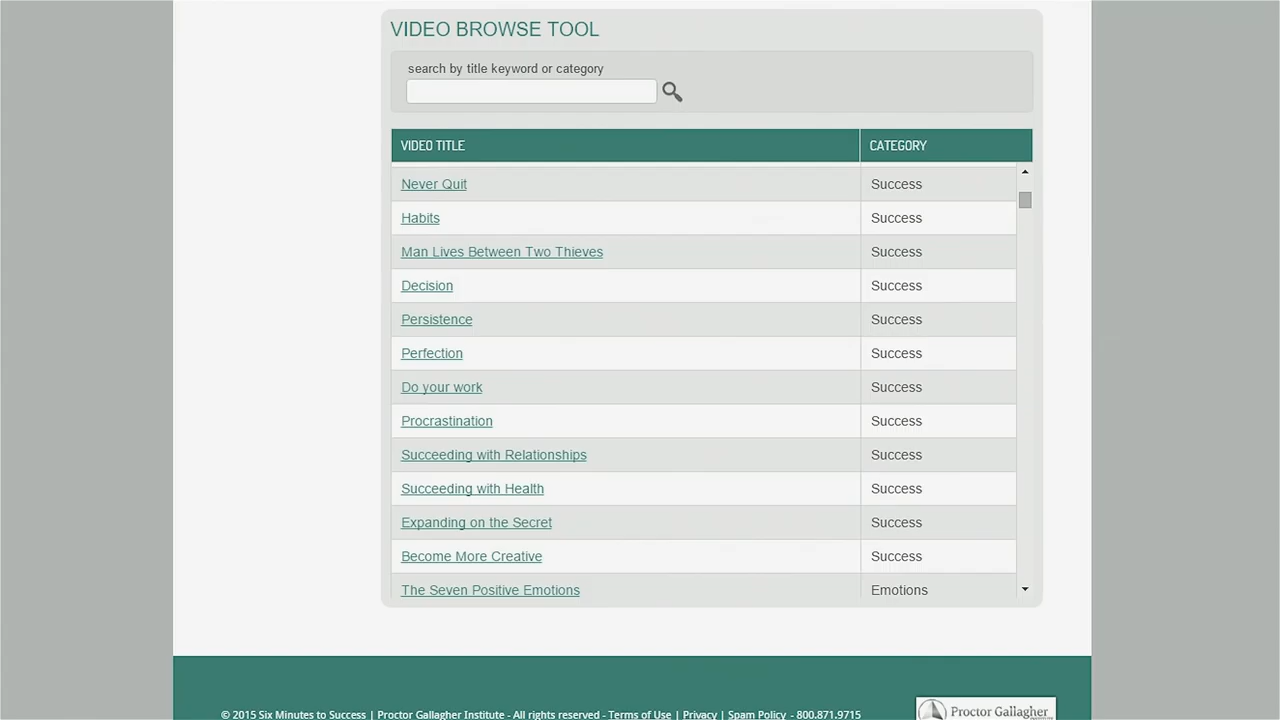 VIDEO BROWSE TOOL
search by title keyword or category
VIDEO TITLE CATEGORY
Never Quit Success
Habits Success
Man Lives Between Two Thieves Success
Decision Success
Persistence Success
Perfection Success
Do your work Success
Procrastination Success
Succeeding with Relationships Success
Succeeding with Health Success
Expanding on the Secret Success
Become More Creative Success
The Seven Positive Emotions Emotions
© 2015 Six Minutes to Success | Proctor Gallagher Institute - All rights reserved - Terms of Use | Privacy | Spam Policy - 800.871.9715
Proctor Gallagher